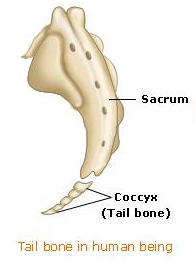 Sacrum
Coccyx
(Tail bone)
Tail bone in human being